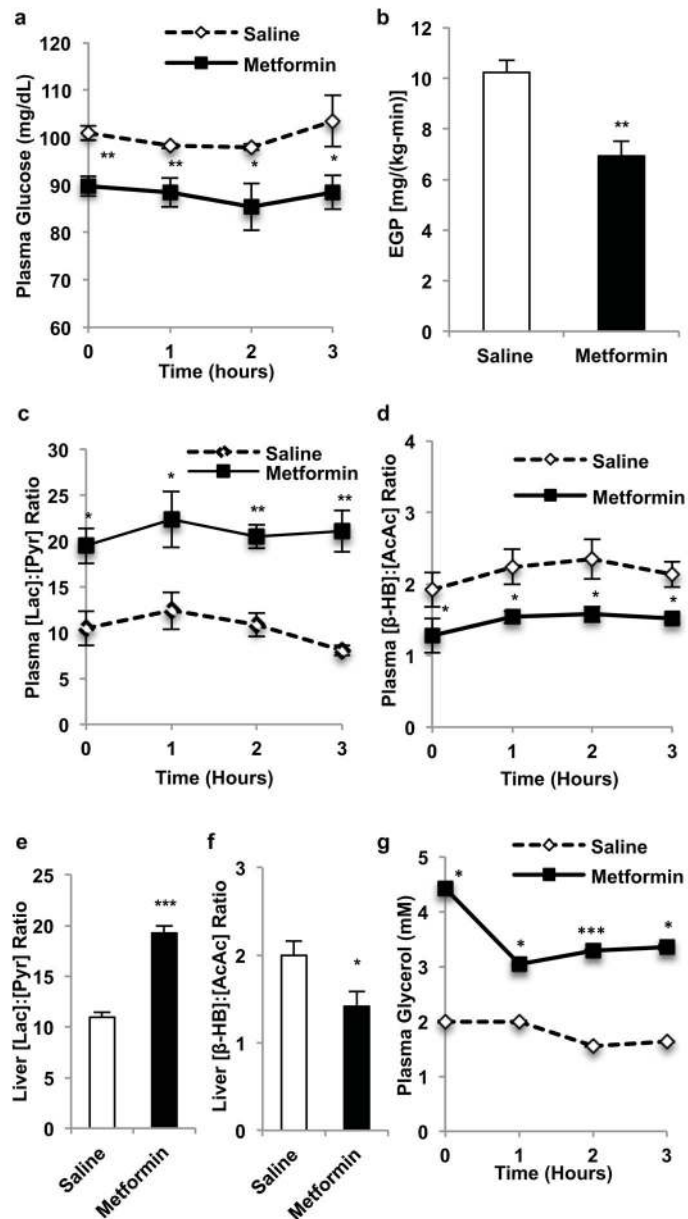 a
Saline
Metformin
Plasma Glucose (mg/dL)
120
110
100
90
80
70
60
** ** * *
0 1 2 3
Time (hours)
b
EGP [mg/(kg-min)]
12
10
8
6
4
2
0
**
Saline Metformin
c
Saline
Metformin
Plasma [Lac]:[Pyr] Ratio
30
25
20
15
10
5
0
* * ** **
0 1 2 3
Time (Hours)
d
Saline
Metformin
Plasma [β-HB]:[AcAc] Ratio
4
3
2
1
0
* * * *
0 1 2 3
Time (Hours)
e
Liver [Lac]:[Pyr] Ratio
25
20
15
10
5
0
***
Saline
Metformin
f
Liver [β-HB]:[AcAc] Ratio
3
2
1
0
*
Saline
Metformin
g
Saline
Metformin
Plasma Glycerol (mM)
5
4
3
2
1
0
* * *** *
0 1 2 3
Time (Hours)